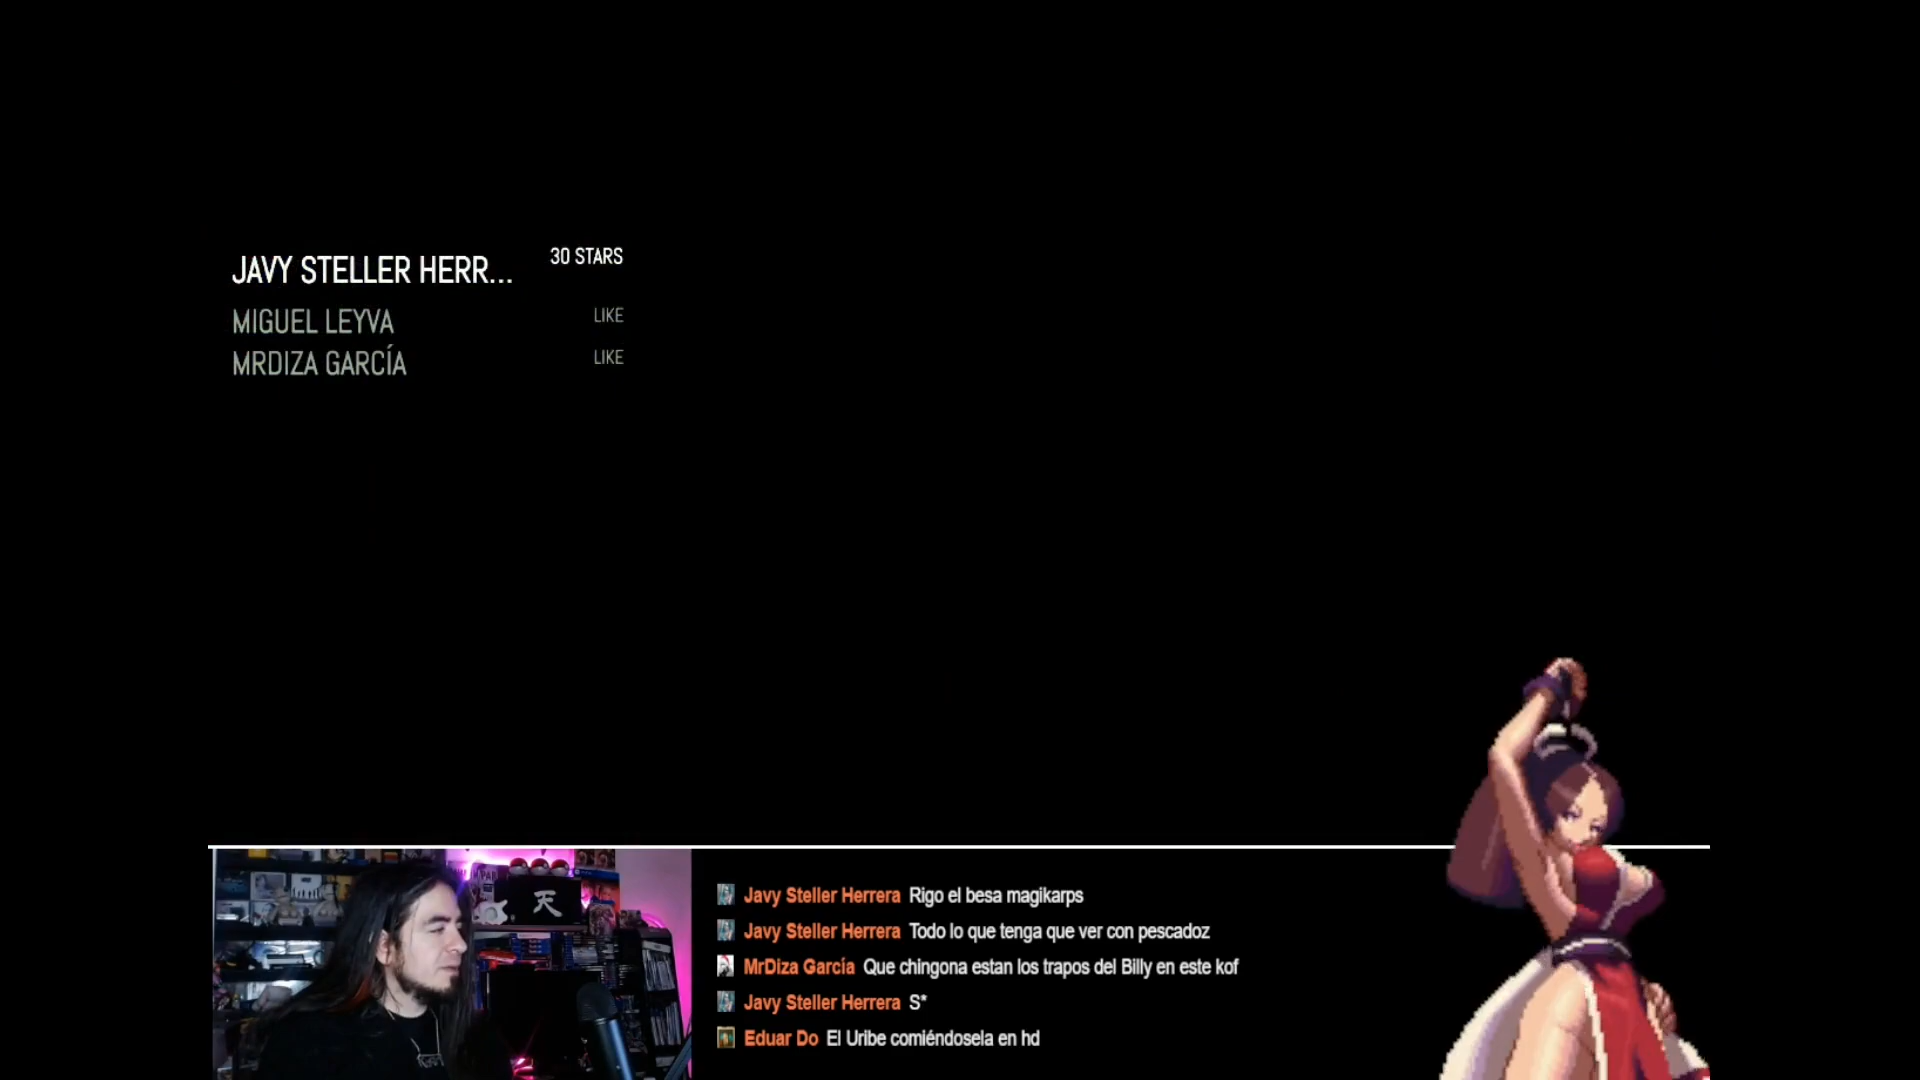 JAVY STELLER HERR...
30 STARS
MIGUEL LEYVA
LIKE
MRDIZA GARCÍA
LIKE
天
Javy Steller Herrera Rigo el besa magikarps
Javy Steller Herrera Todo lo que tenga que ver con pescadoz
MrDiza García Que chingona estan los trapos del Billy en este kof
Javy Steller Herrera S*
Eduar Do El Uribe comiéndosela en hd